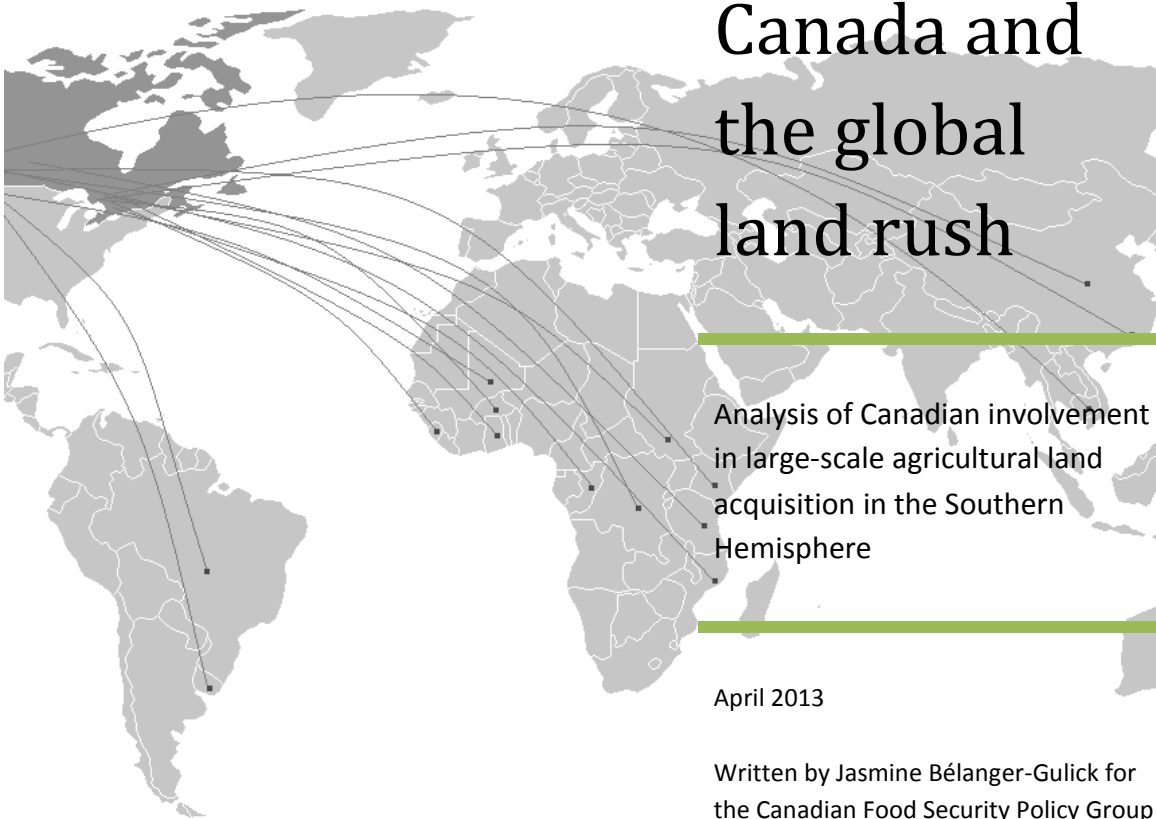 Canada and
the global
land rush
Analysis of Canadian involvement
in large-scale agricultural land
acquisition in the Southern
Hemisphere
April 2013
Written by Jasmine Bélanger-Gulick for
the Canadian Food Security Policy Group